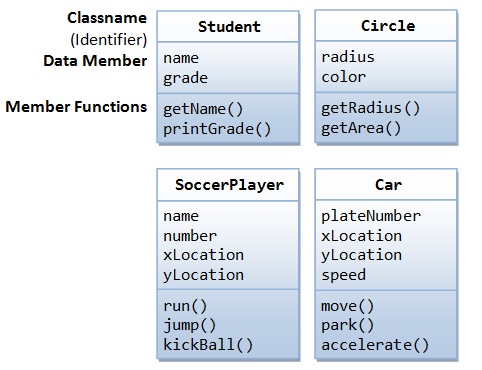 Classname
(Identifier)
Data Member
Member Functions
Student
name
grade
getName()
printGrade()
Circle
radius
color
getRadius()
getArea()
SoccerPlayer
name
number
xLocation
yLocation
run()
jump()
kickBall()
Car
plateNumber
xLocation
yLocation
speed
move()
park()
accelerate()